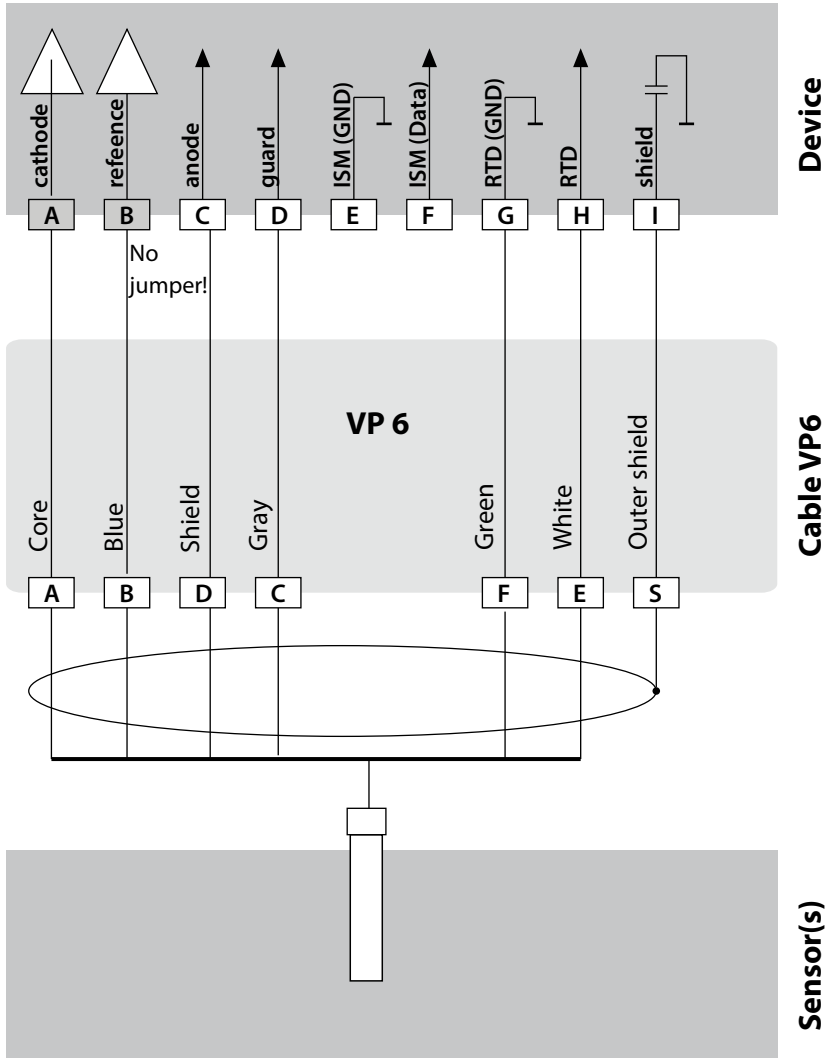 cathode
refeence
anode
guard
ISM (GND)
ISM (Data)
RTD (GND)
RTD
shield
Device
A
B
C
D
E
F
G
H
I
No
jumper!
VP 6
Cable VP6
Core
Blue
Shield
Gray
Green
White
Outer shield
A
B
D
C
F
E
S
Sensor(s)